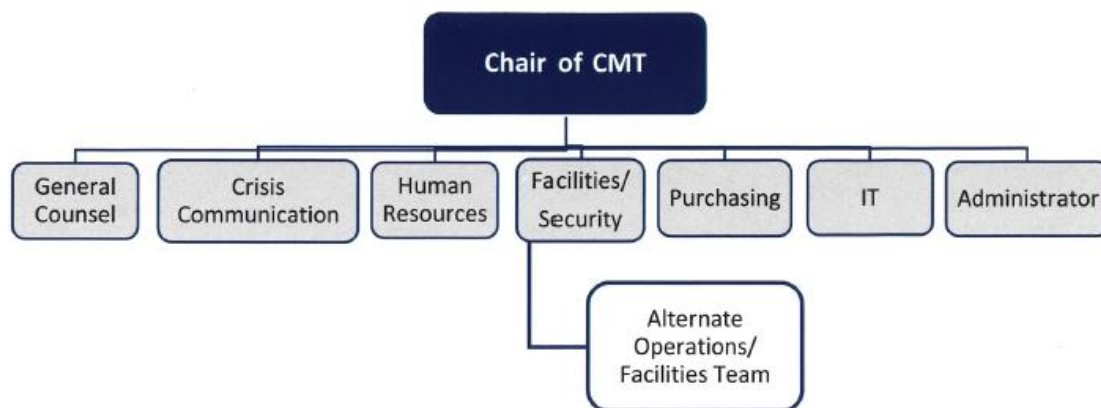 Chair of CMT
General
Counsel
Crisis
Communication
Human
Resources
Facilities/
Security
Purchasing
IT
Administrator
Alternate
Operations/
Facilities Team